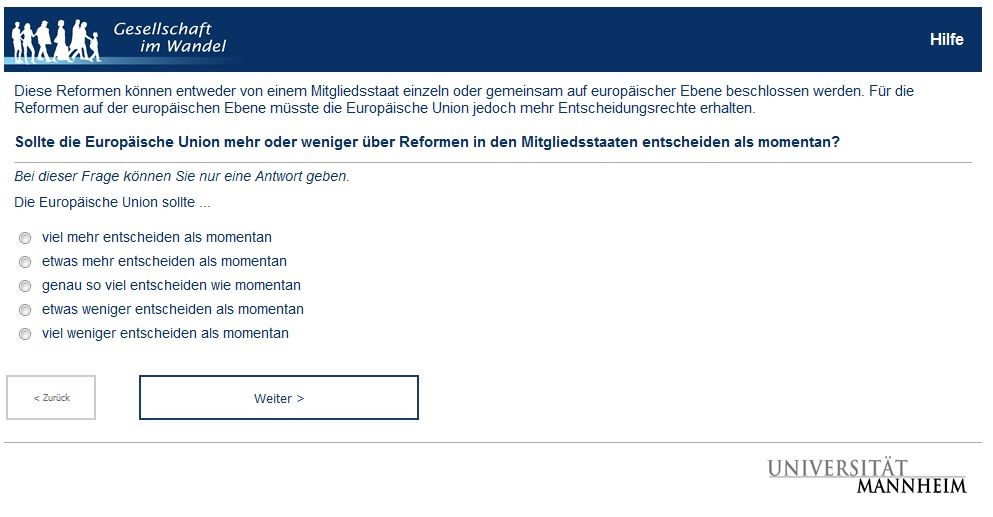 Gesellschaft
im Wandel
Hilfe
Diese Reformen können entweder von einem Mitgliedsstaat einzeln oder gemeinsam auf europäischer Ebene beschlossen werden. Für die
Reformen auf der europäischen Ebene müsste die Europäische Union jedoch mehr Entscheidungsrechte erhalten.
Sollte die Europäische Union mehr oder weniger über Reformen in den Mitgliedsstaaten entscheiden als momentan?
Bei dieser Frage können Sie nur eine Antwort geben.
Die Europäische Union sollte ...
viel mehr entscheiden als momentan
etwas mehr entscheiden als momentan
genau so viel entscheiden wie momentan
etwas weniger entscheiden als momentan
viel weniger entscheiden als momentan
< Zurück
Weiter >
UNIVERSITÄT
MANNHEIM